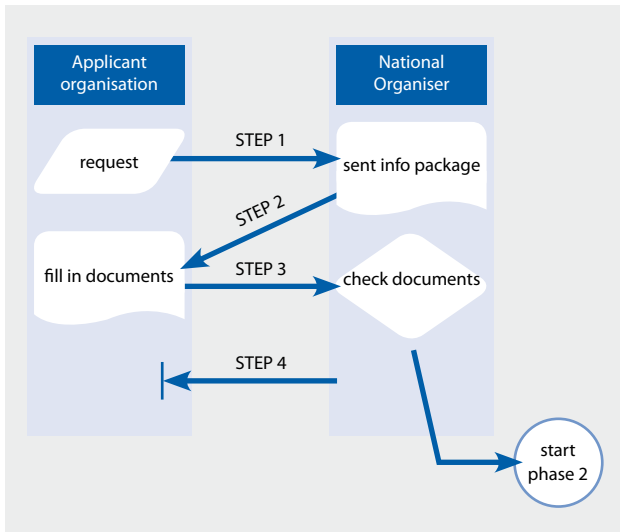 Applicant
organisation
National
Organiser
STEP 1
request
sent info package
STEP 2
fill in documents
STEP 3
check documents
STEP 4
start
phase 2